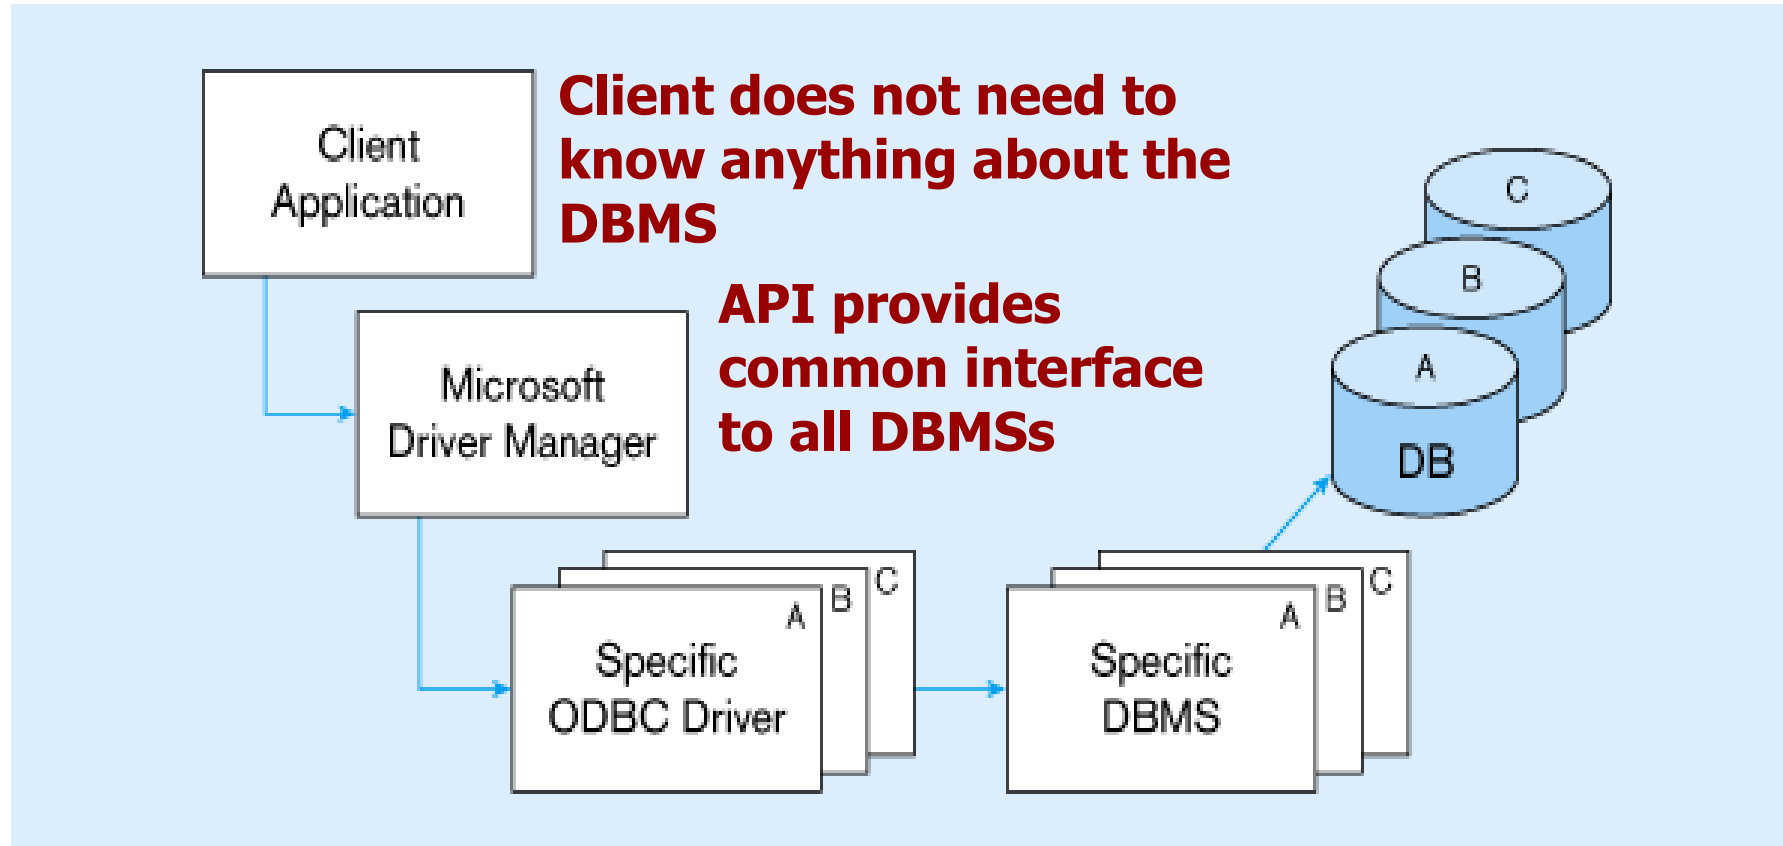 Client
Application
Client does not need to
know anything about the
DBMS
Microsoft
Driver Manager
API provides
common interface
to all DBMSs
C
B
A
DB
C
B
A
Specific
ODBC Driver
C
B
A
Specific
DBMS